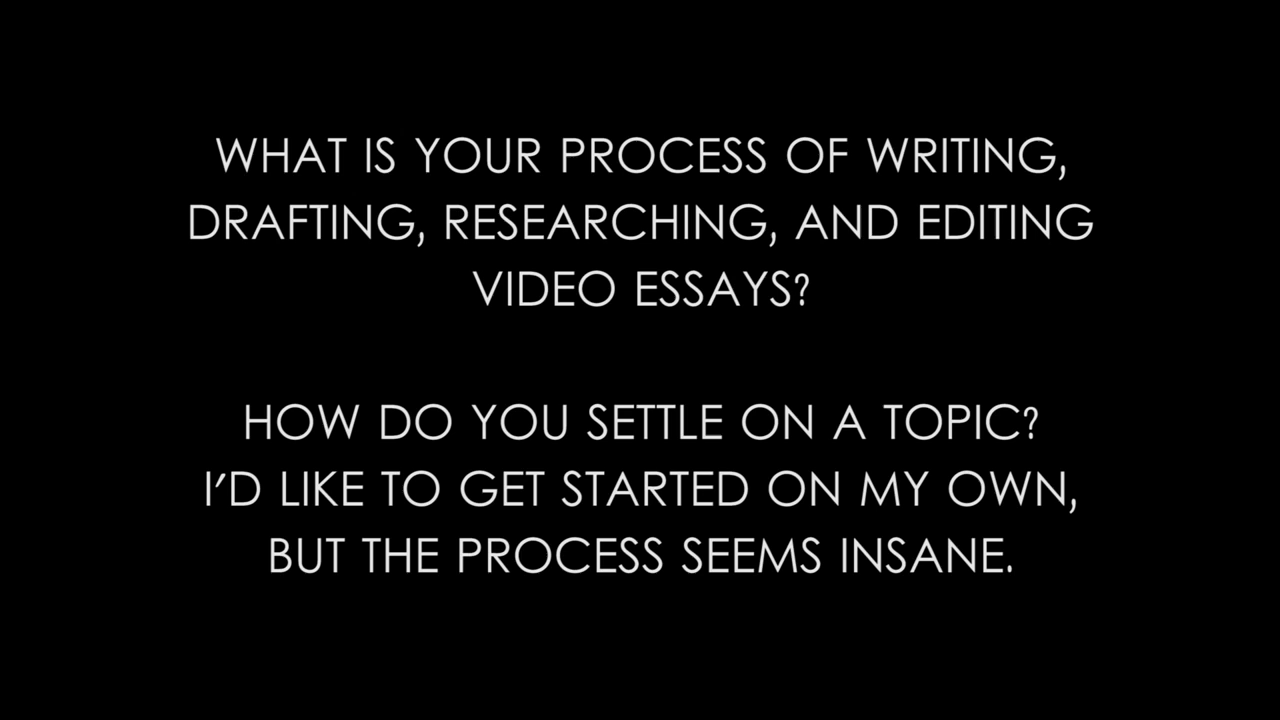 WHAT IS YOUR PROCESS OF WRITING,
DRAFTING, RESEARCHING, AND EDITING
VIDEO ESSAYS?
HOW DO YOU SETTLE ON A TOPIC?
I'D LIKE TO GET STARTED ON MY OWN,
BUT THE PROCESS SEEMS INSANE.